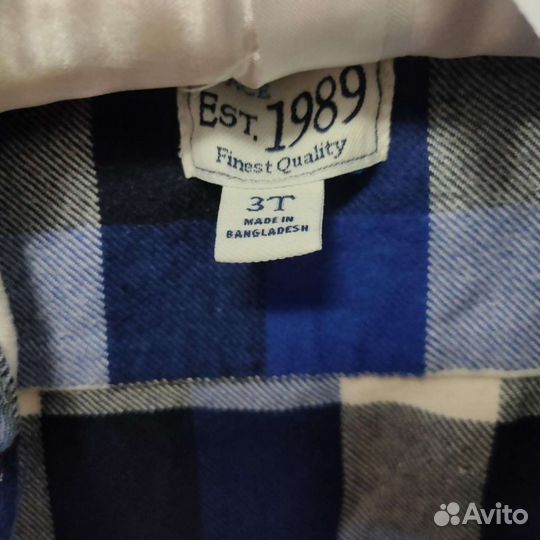 EST. 1989
Finest Quality
3T
MADE IN
BANGLADESH
Avito